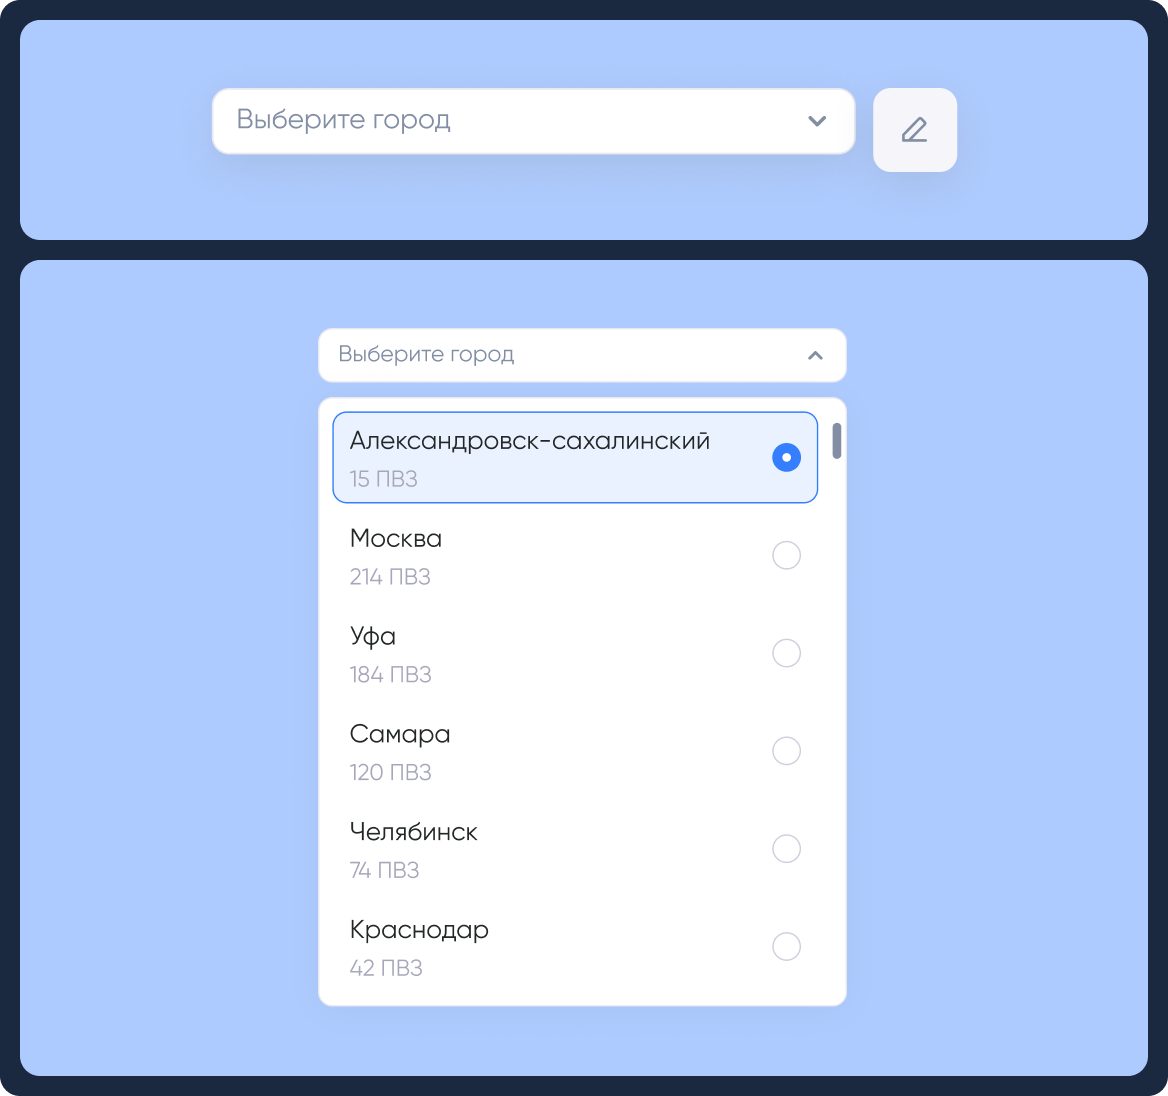 Выберите город
Выберите город
Александровск-сахалинский
15 ПВЗ
Москва
214 ПВЗ
Уфа
184 ПВЗ
Самара
120 ПВЗ
Челябинск
74 ПВЗ
Краснодар
42 ПВЗ